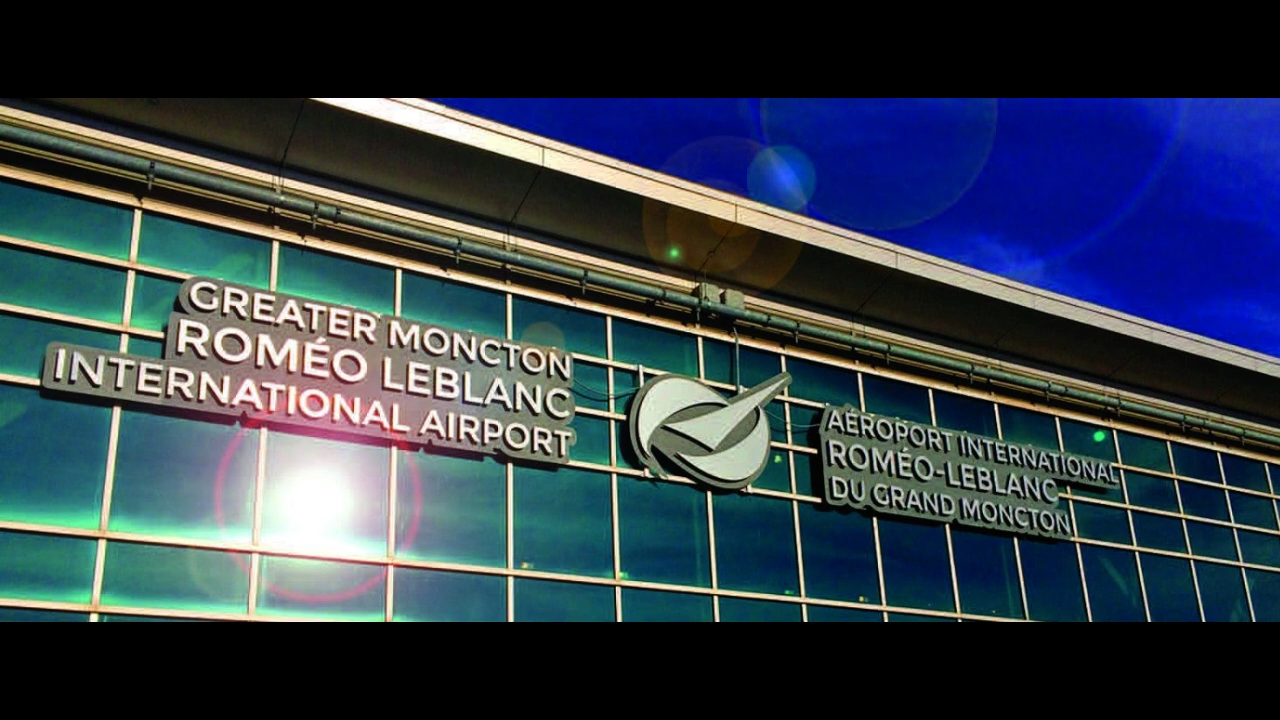 GREATER MONCTON
ROMÉO LEBLANC
INTERNATIONAL AIRPORT
AÉROPORT INTERNATIONAL
ROMÉO-LEBLANC
DU GRAND MONCTON